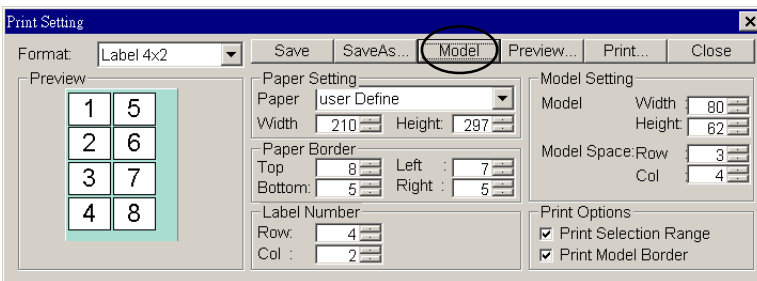 Print Setting
Format: Label 4x2 Save SaveAs... Model Preview... Print... Close
Preview
1 5
2 6
3 7
4 8
Paper Setting
Paper user Define
Width 210 Height: 297
Paper Border
Top 8 Left : 7
Bottom: 5 Right : 5
Label Number
Row: 4
Col : 2
Model Setting
Model Width : 80
Height: 62
Model Space: Row : 3
Col : 4
Print Options
Print Selection Range
Print Model Border